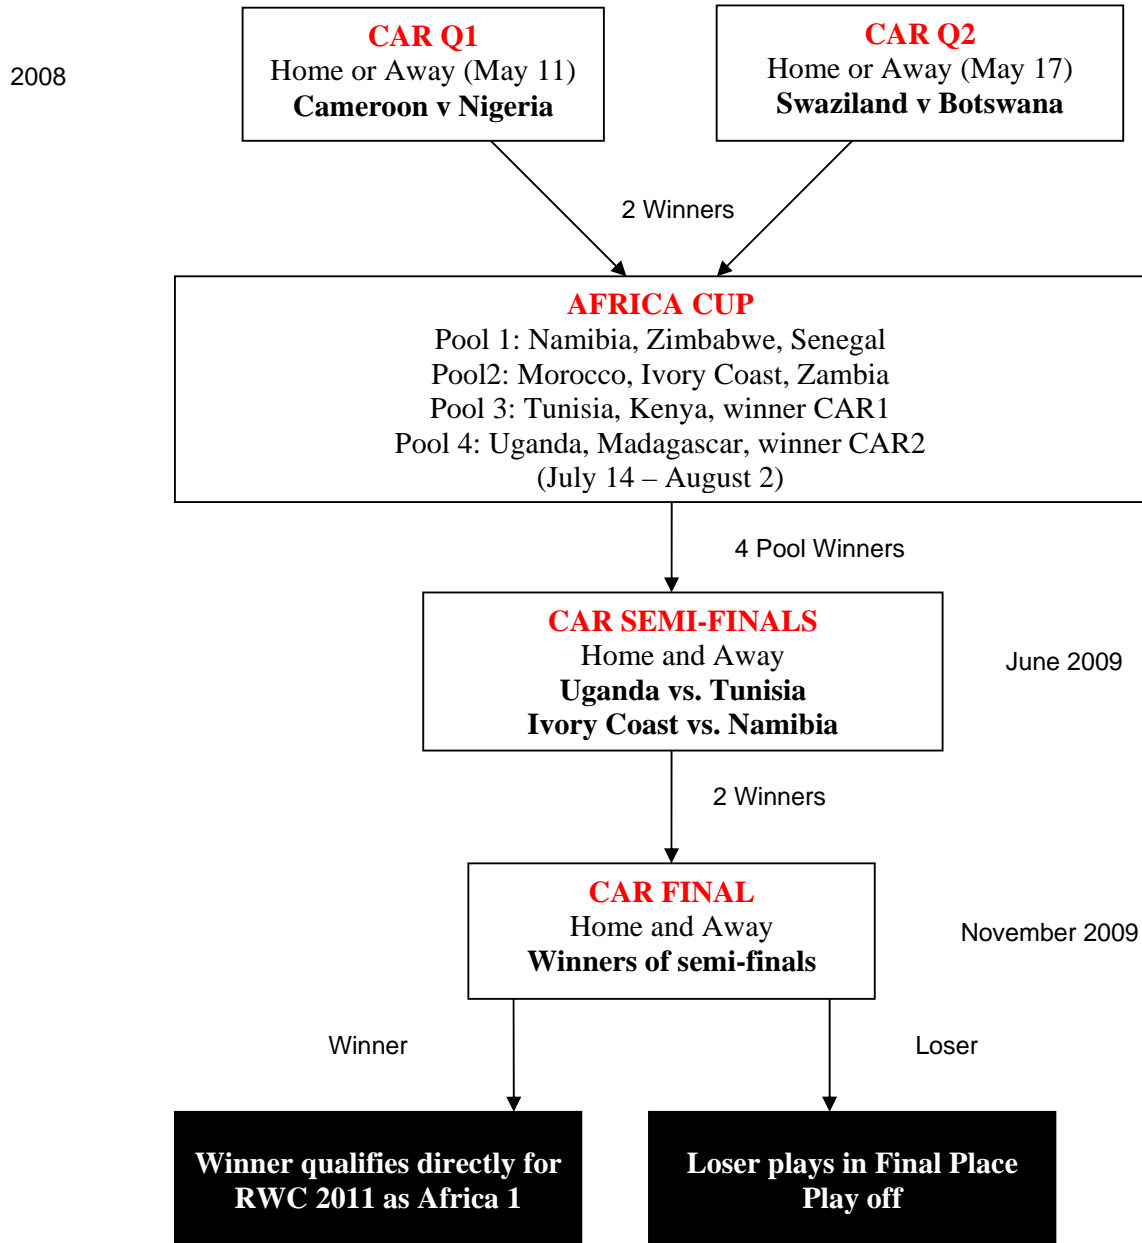 2008
CAR Q1
Home or Away (May 11)
Cameroon v Nigeria
CAR Q2
Home or Away (May 17)
Swaziland v Botswana
2 Winners
AFRICA CUP
Pool 1: Namibia, Zimbabwe, Senegal
Pool2: Morocco, Ivory Coast, Zambia
Pool 3: Tunisia, Kenya, winner CAR1
Pool 4: Uganda, Madagascar, winner CAR2
(July 14 – August 2)
4 Pool Winners
CAR SEMI-FINALS
Home and Away
Uganda vs. Tunisia
Ivory Coast vs. Namibia
June 2009
2 Winners
CAR FINAL
Home and Away
Winners of semi-finals
November 2009
Winner
Loser
Winner qualifies directly for
RWC 2011 as Africa 1
Loser plays in Final Place
Play off